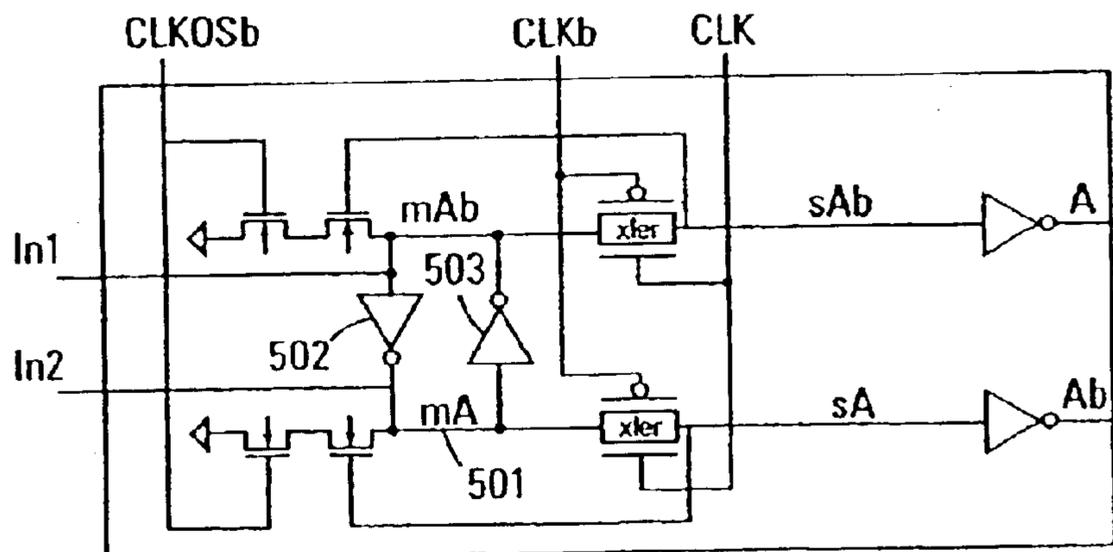 CLKOSb CLKb CLK
mAb xfer sAb A
In1
503
502
In2
mA xfer sA Ab
501